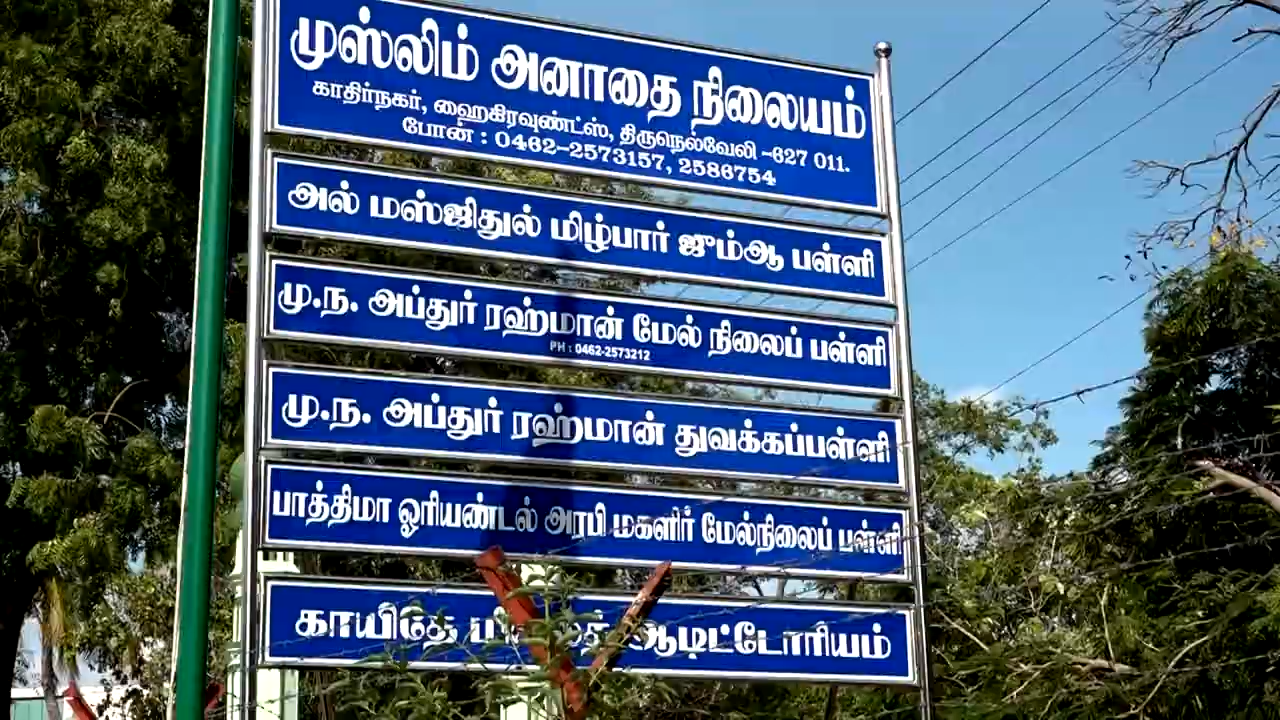 முஸ்லிம் அனாதை நிலையம்
காதிர்நகர், ஹைகிரவுண்ட்ஸ், திருநெல்வேலி -627 011.
போன் : 0462-2573157, 2586754
அல் மஸ்ஜிதுல் மிழ்பார் ஜும்ஆ பள்ளி
மு.ந. அப்துர் ரஹ்மான் மேல் நிலைப் பள்ளி
PH : 0462-2573212
மு.ந. அப்துர் ரஹ்மான் துவக்கப்பள்ளி
பாத்திமா ஓரியண்டல் அரபி மகளிர் மேல்நிலைப் பள்ளி
காயிதே ஆடிட்டோரியம்